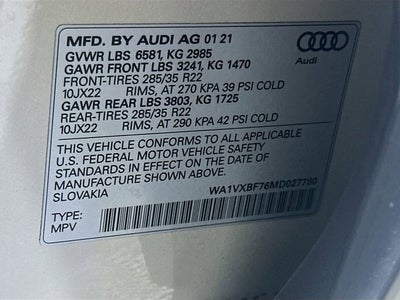 MFD. BY AUDI AG 01 21
GVWR LBS 6581, KG 2985
GAWR FRONT LBS 3241, KG 1470
FRONT-TIRES 285/35 R22
10JX22 RIMS, AT 270 KPA 39 PSI COLD
GAWR REAR LBS 3803, KG 1725
REAR-TIRES 285/35 R22
10JX22 RIMS, AT 290 KPA 42 PSI COLD
Audi
THIS VEHICLE CONFORMS TO ALL APPLICABLE
U.S. FEDERAL MOTOR VEHICLE SAFETY
STANDARDS IN EFFECT ON THE DATE OF
MANUFACTURE SHOWN ABOVE.
SLOVAKIA
WA1VXBF76MD027780
TYPE:
MPV